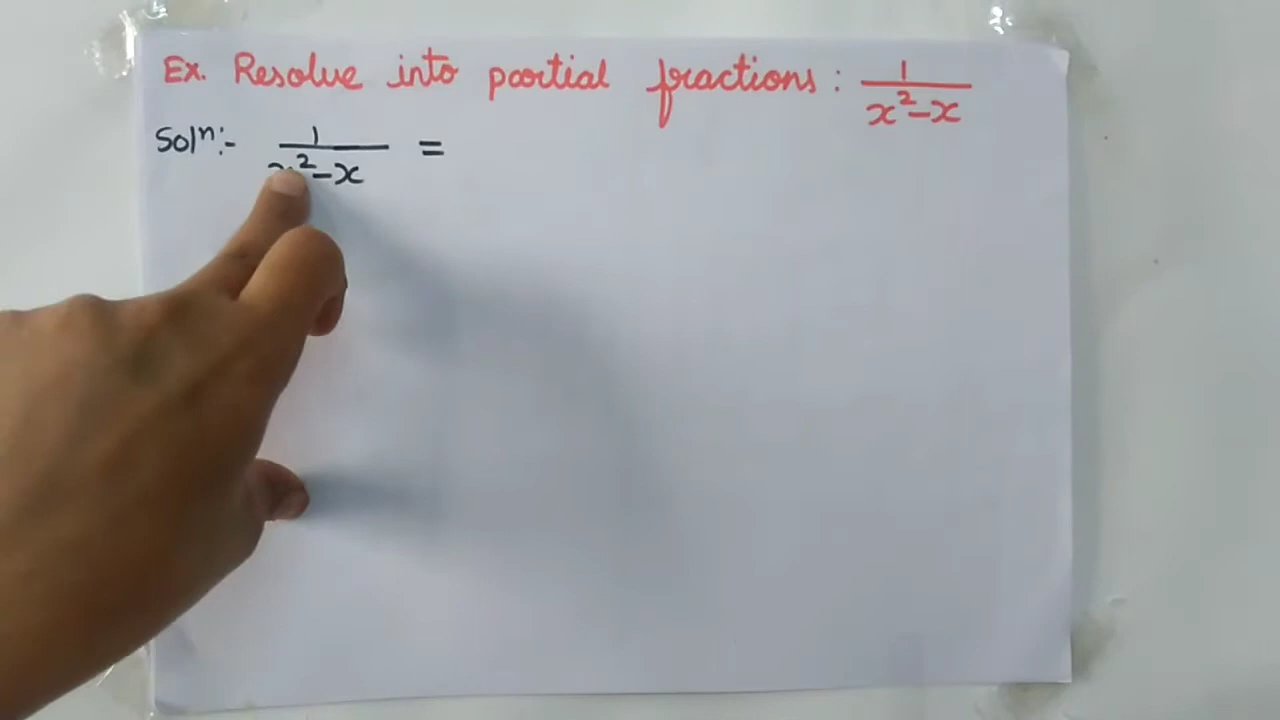 Ex. Resolve into partial fractions : 1/(x²-x)
Solⁿ:- 1/(x²-x) =